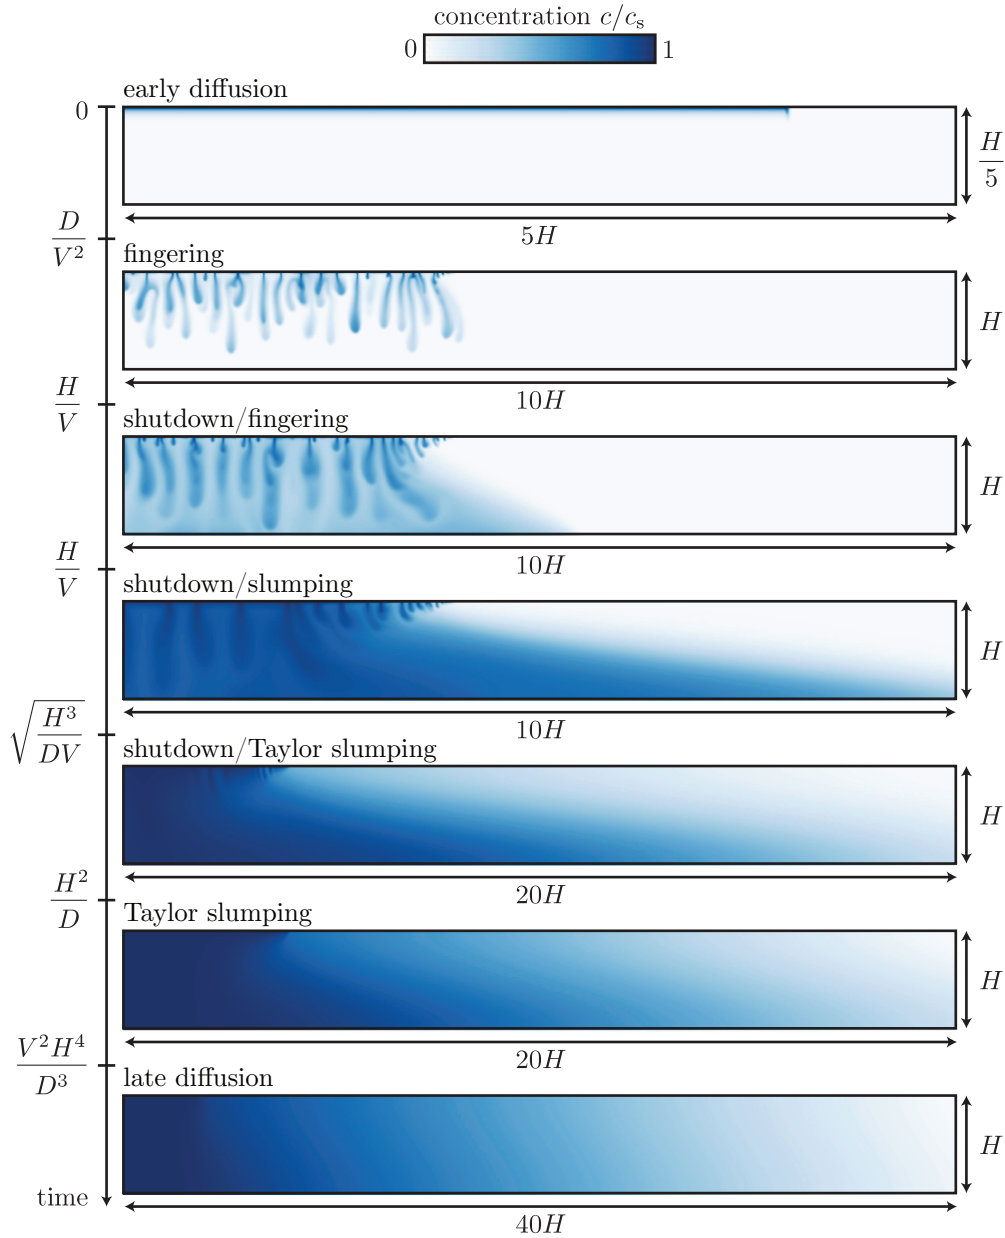 concentration c/c_s
0 1
early diffusion
0
H/5
5H
D/V²
fingering
H
10H
H/V
shutdown/fingering
H
10H
H/V
shutdown/slumping
H
10H
√(H³/DV)
shutdown/Taylor slumping
H
20H
H²/D
Taylor slumping
H
20H
V²H⁴/D³
late diffusion
H
time
40H